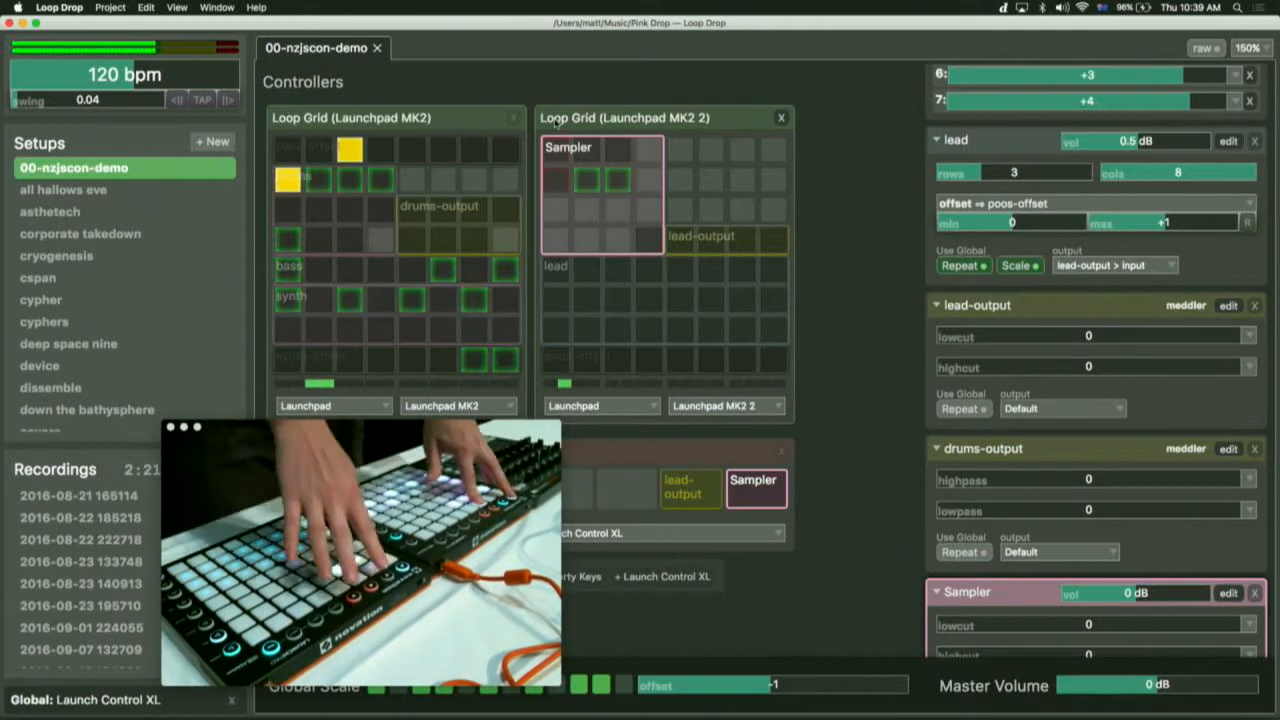 Loop Drop Project Edit View Window Help
96% Thu 10:39 AM
/Users/matt/Music/Pink Drop — Loop Drop
120 bpm
swing 0.04 TAP
Setups + New
00-nzjscon-demo
all hallows eve
asthetech
corporate takedown
cryogenesis
cspan
cypher
cyphers
deep space nine
device
dissemble
down the bathysphere
Recordings 2:21
2016-08-21 165114
2016-08-22 185218
2016-08-22 222718
2016-08-23 133748
2016-08-23 140913
2016-08-23 195710
2016-09-01 224055
2016-09-07 132709
Global: Launch Control XL X
00-nzjscon-demo X
raw 150%
Controllers
Loop Grid (Launchpad MK2) X
drums-output
bass
synth
Launchpad Launchpad MK2
Loop Grid (Launchpad MK2 2) X
Sampler
lead-output
lead
poos-offset
Launchpad Launchpad MK2 2
lead-output
Sampler
nch Control XL
rty Keys + Launch Control XL
novation
novation
Global Scale offset -1
Master Volume 0 dB
6: +3 X
7: +4 X
lead vol 0.5 dB edit X
rows 3 cols 8
offset ⇒ poos-offset
min 0 max +1 R
Use Global output
Repeat Scale lead-output > input
lead-output meddler edit X
lowcut 0
highcut 0
Use Global output
Repeat Default
drums-output meddler edit X
highpass 0
lowpass 0
Use Global output
Repeat Default
Sampler vol 0 dB edit X
lowcut 0
highcut 0